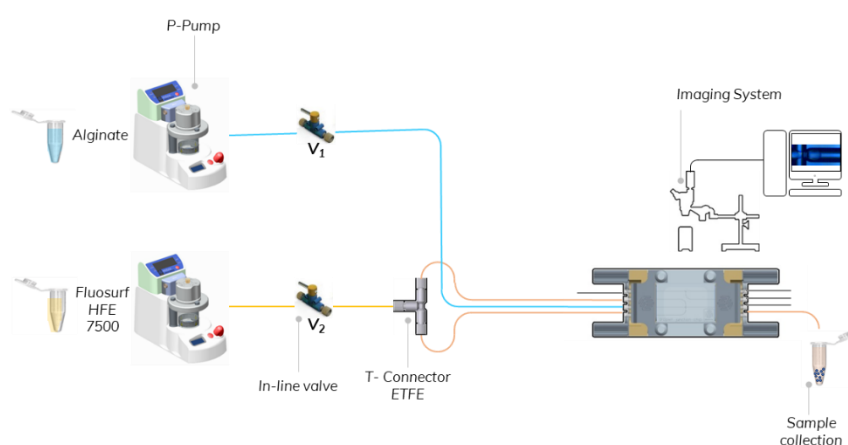 P-Pump
Imaging System
Alginate
V1
Fluosurf
HFE
7500
V2
In-line valve
T- Connector
ETFE
Sample
collection